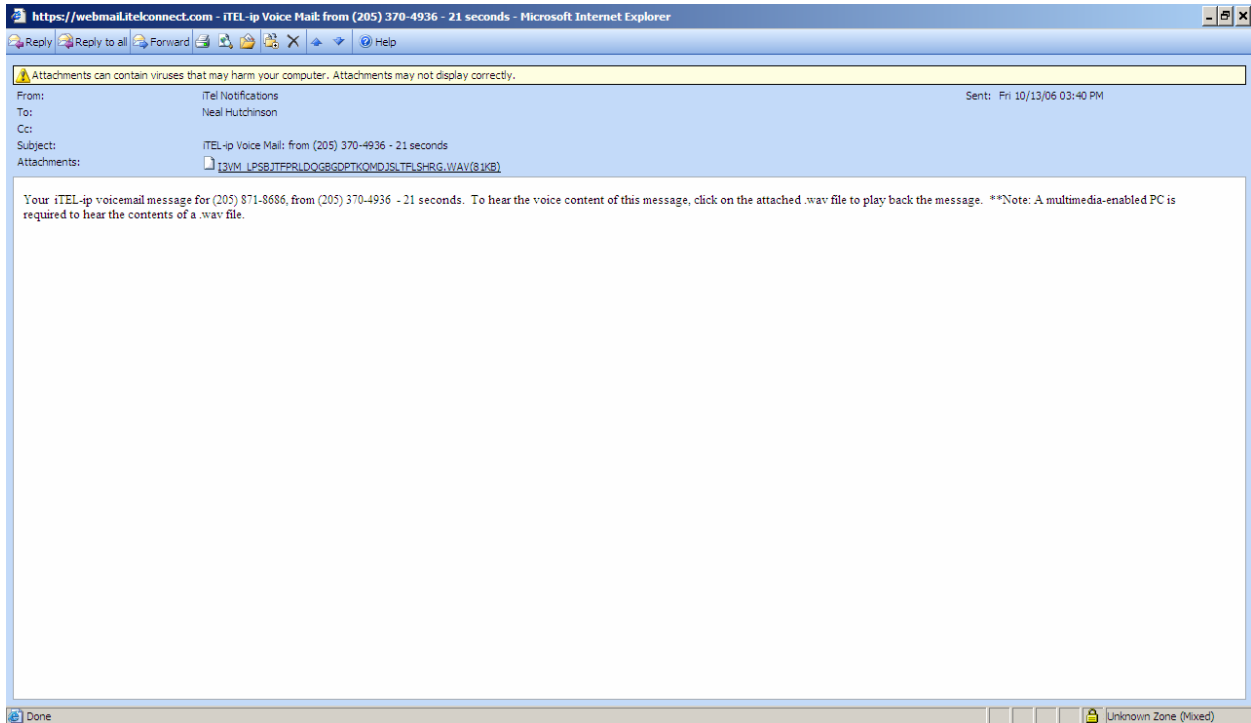 https://webmail.itelconnect.com - iTEL-ip Voice Mail: from (205) 370-4936 - 21 seconds - Microsoft Internet Explorer
Reply Reply to all Forward Help
Attachments can contain viruses that may harm your computer. Attachments may not display correctly.
From: iTel Notifications Sent: Fri 10/13/06 03:40 PM
To: Neal Hutchinson
Cc:
Subject: iTEL-ip Voice Mail: from (205) 370-4936 - 21 seconds
Attachments: I3VM_LPSBJTFPRLDOGBGDPTKQMDJSLTFLSHRG.WAV(81KB)
Your iTEL-ip voicemail message for (205) 871-8686, from (205) 370-4936 - 21 seconds. To hear the voice content of this message, click on the attached .wav file to play back the message. **Note: A multimedia-enabled PC is
required to hear the contents of a .wav file.
Done Unknown Zone (Mixed)